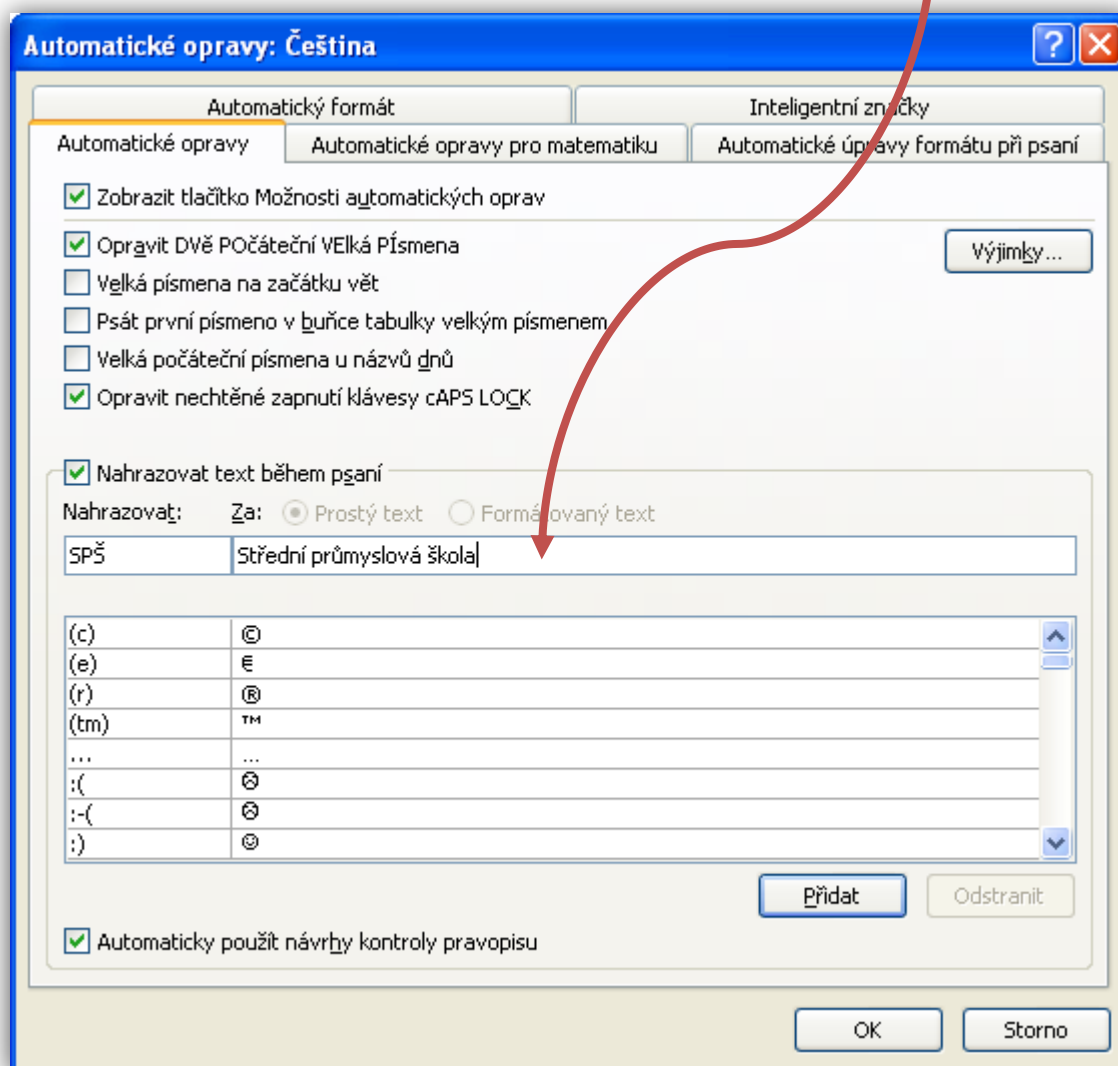 Automatické opravy: Čeština
Automatický formát Inteligentní značky
Automatické opravy Automatické opravy pro matematiku Automatické úpravy formátu při psaní
Zobrazit tlačítko Možnosti automatických oprav
Opravit DVě POčáteční VElká PÍsmena Výjimky...
Velká písmena na začátku vět
Psát první písmeno v buňce tabulky velkým písmenem
Velká počáteční písmena u názvů dnů
Opravit nechtěné zapnutí klávesy cAPS LOCK
Nahrazovat text během psaní
Nahrazovat: Za: Prostý text Formátovaný text
SPŠ Střední průmyslová škola
(c) ©
(e) €
(r) ®
(tm) ™
... …
:( ☹
:-( ☹
:) ☺
Přidat Odstranit
Automaticky použít návrhy kontroly pravopisu
OK Storno